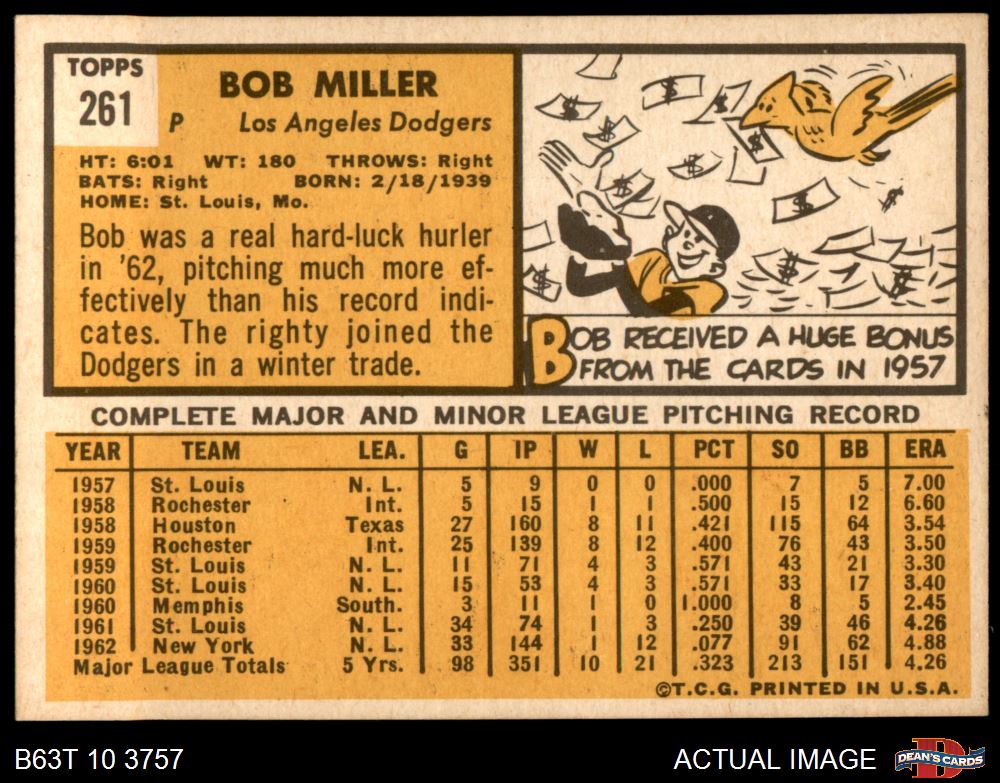 TOPPS
261
BOB MILLER
P Los Angeles Dodgers
HT: 6:01 WT: 180 THROWS: Right
BATS: Right BORN: 2/18/1939
HOME: St. Louis, Mo.
Bob was a real hard-luck hurler
in '62, pitching much more ef-
fectively than his record indi-
cates. The righty joined the
Dodgers in a winter trade.
BOB RECEIVED A HUGE BONUS
FROM THE CARDS IN 1957
COMPLETE MAJOR AND MINOR LEAGUE PITCHING RECORD
YEAR TEAM LEA. G IP W L PCT SO BB ERA
1957 St. Louis N. L. 5 9 0 0 .000 7 5 7.00
1958 Rochester Int. 5 15 1 1 .500 15 12 6.60
1958 Houston Texas 27 160 8 11 .421 115 64 3.54
1959 Rochester Int. 25 139 8 12 .400 76 43 3.50
1959 St. Louis N. L. 11 71 4 3 .571 43 21 3.30
1960 St. Louis N. L. 15 53 4 3 .571 33 17 3.40
1960 Memphis South. 3 11 1 0 1.000 8 5 2.45
1961 St. Louis N. L. 34 74 1 3 .250 39 46 4.26
1962 New York N. L. 33 144 1 12 .077 91 62 4.88
Major League Totals 5 Yrs. 98 351 10 21 .323 213 151 4.26
©T.C.G. PRINTED IN U.S.A.
B63T 10 3757 ACTUAL IMAGE DEAN'S CARDS